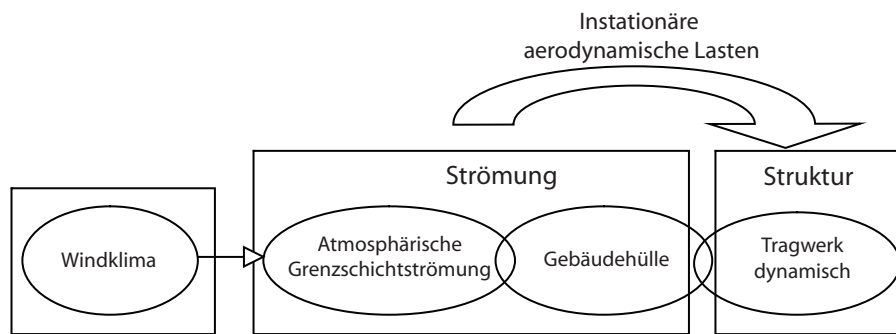 Instationäre
aerodynamische Lasten
Strömung
Struktur
Windklima
Atmosphärische
Grenzschichtströmung
Gebäudehülle
Tragwerk
dynamisch